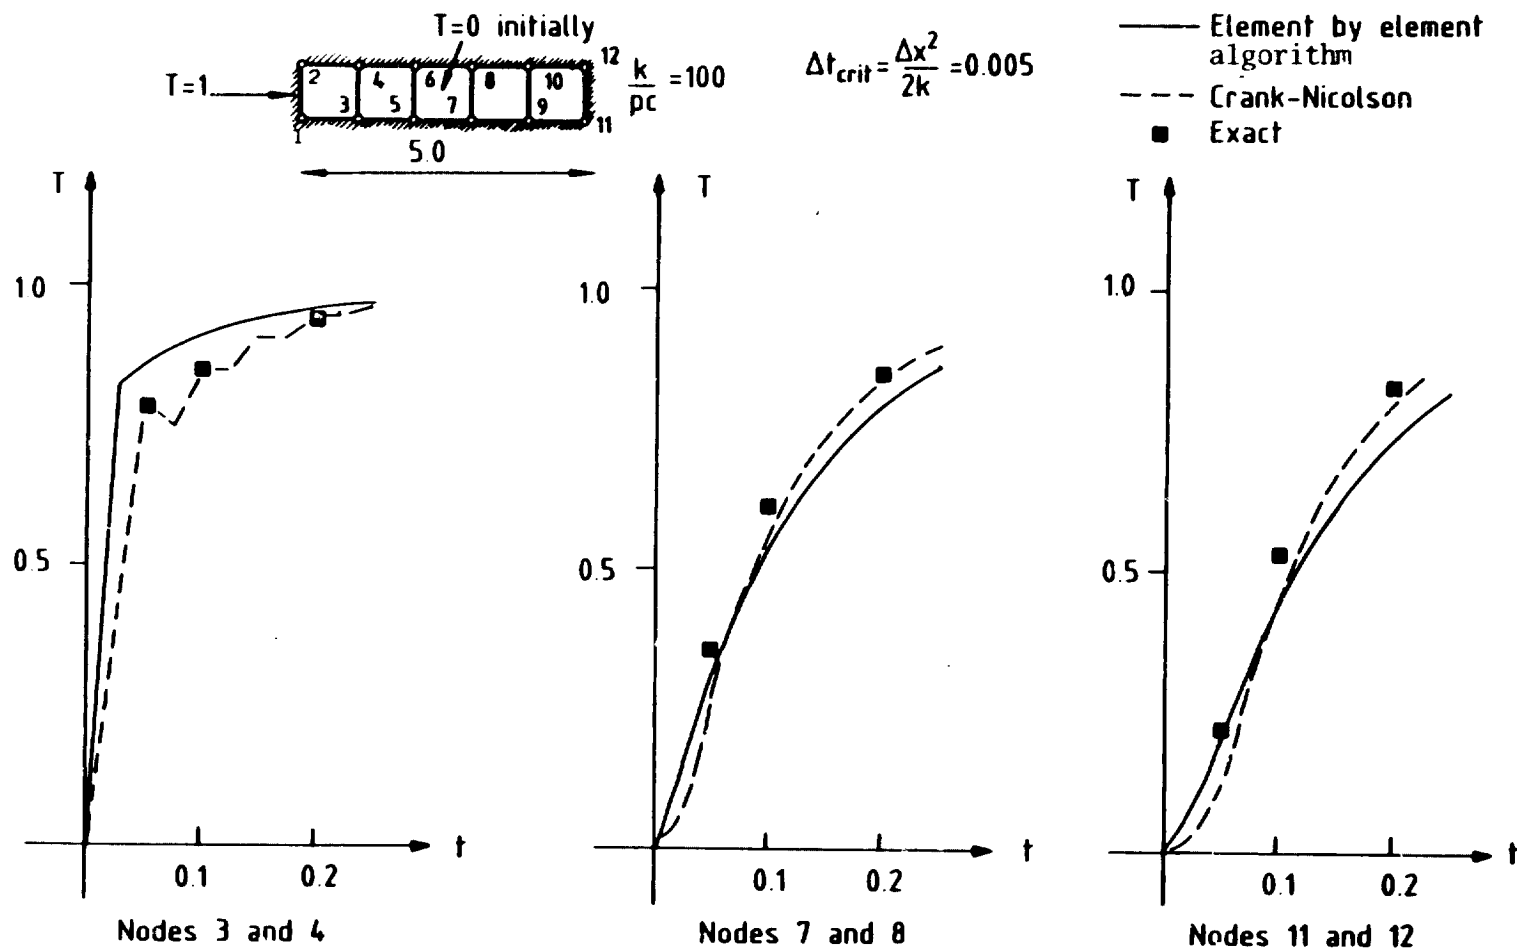 T=0 initially
T=1
2 4 6 8 10 12
1 3 5 7 9 11
5.0
k/ρc = 100
Δt_crit = Δx²/2k = 0.005
Element by element
algorithm
Crank-Nicolson
Exact
T
1.0
0.5
0.1 0.2
t
Nodes 3 and 4
T
1.0
0.5
0.1 0.2
t
Nodes 7 and 8
T
1.0
0.5
0.1 0.2
t
Nodes 11 and 12